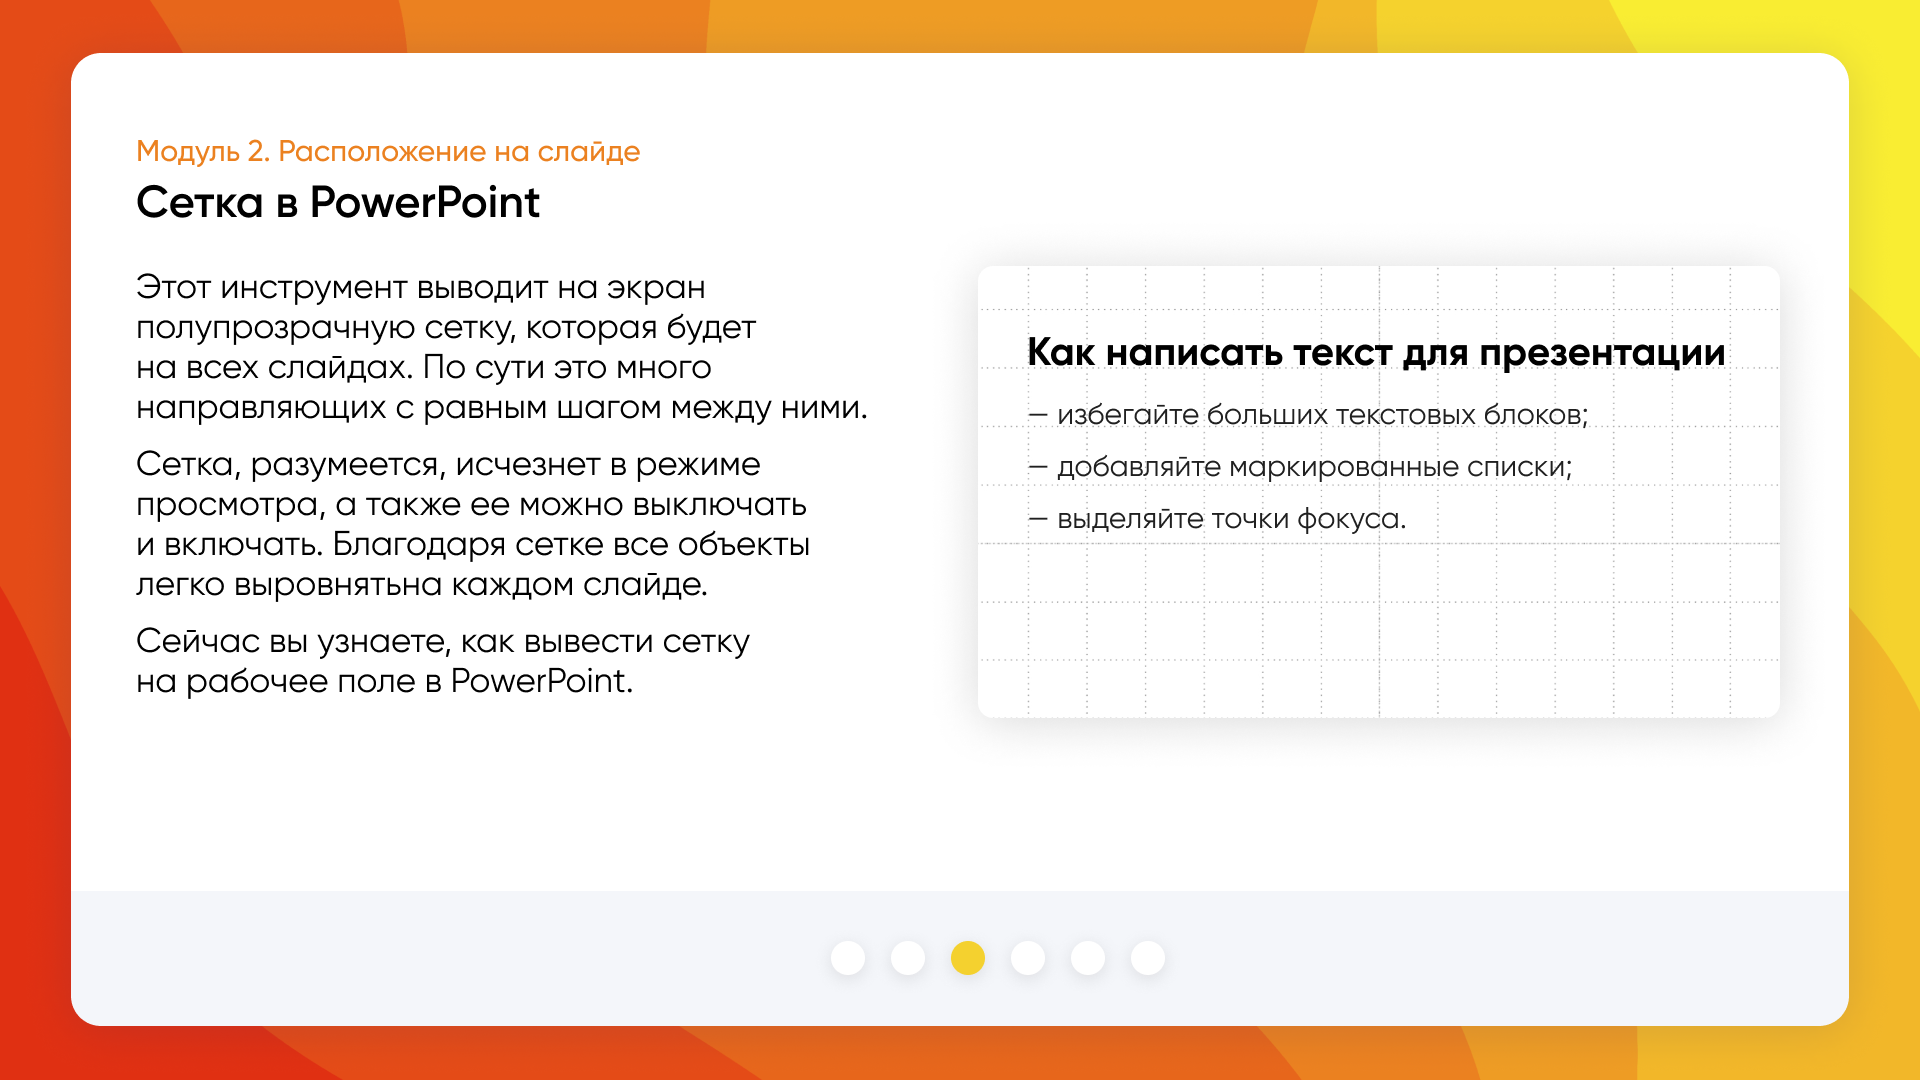 Модуль 2. Расположение на слайде
Сетка в PowerPoint
Этот инструмент выводит на экран
полупрозрачную сетку, которая будет
на всех слайдах. По сути это много
направляющих с равным шагом между ними.
Сетка, разумеется, исчезнет в режиме
просмотра, а также ее можно выключать
и включать. Благодаря сетке все объекты
легко выровнятьна каждом слайде.
Сейчас вы узнаете, как вывести сетку
на рабочее поле в PowerPoint.
Как написать текст для презентации
— избегайте больших текстовых блоков;
— добавляйте маркированные списки;
— выделяйте точки фокуса.